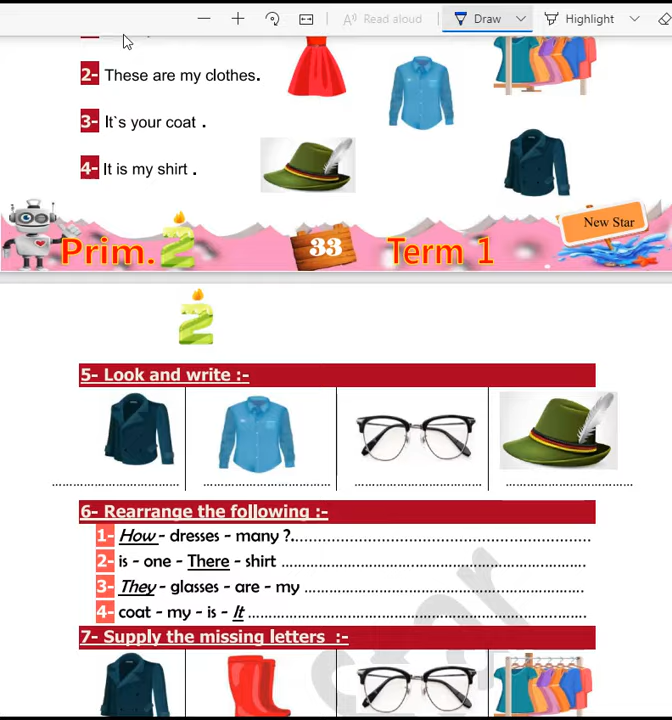 Read aloud
Draw
Highlight
2- These are my clothes.
3- It`s your coat .
4- It is my shirt .
Prim. 2
33
Term 1
New Star
2
5- Look and write :-
6- Rearrange the following :-
1- How - dresses - many ?
2- is - one - There - shirt
3- They - glasses - are - my
4- coat - my - is - It
7- Supply the missing letters :-